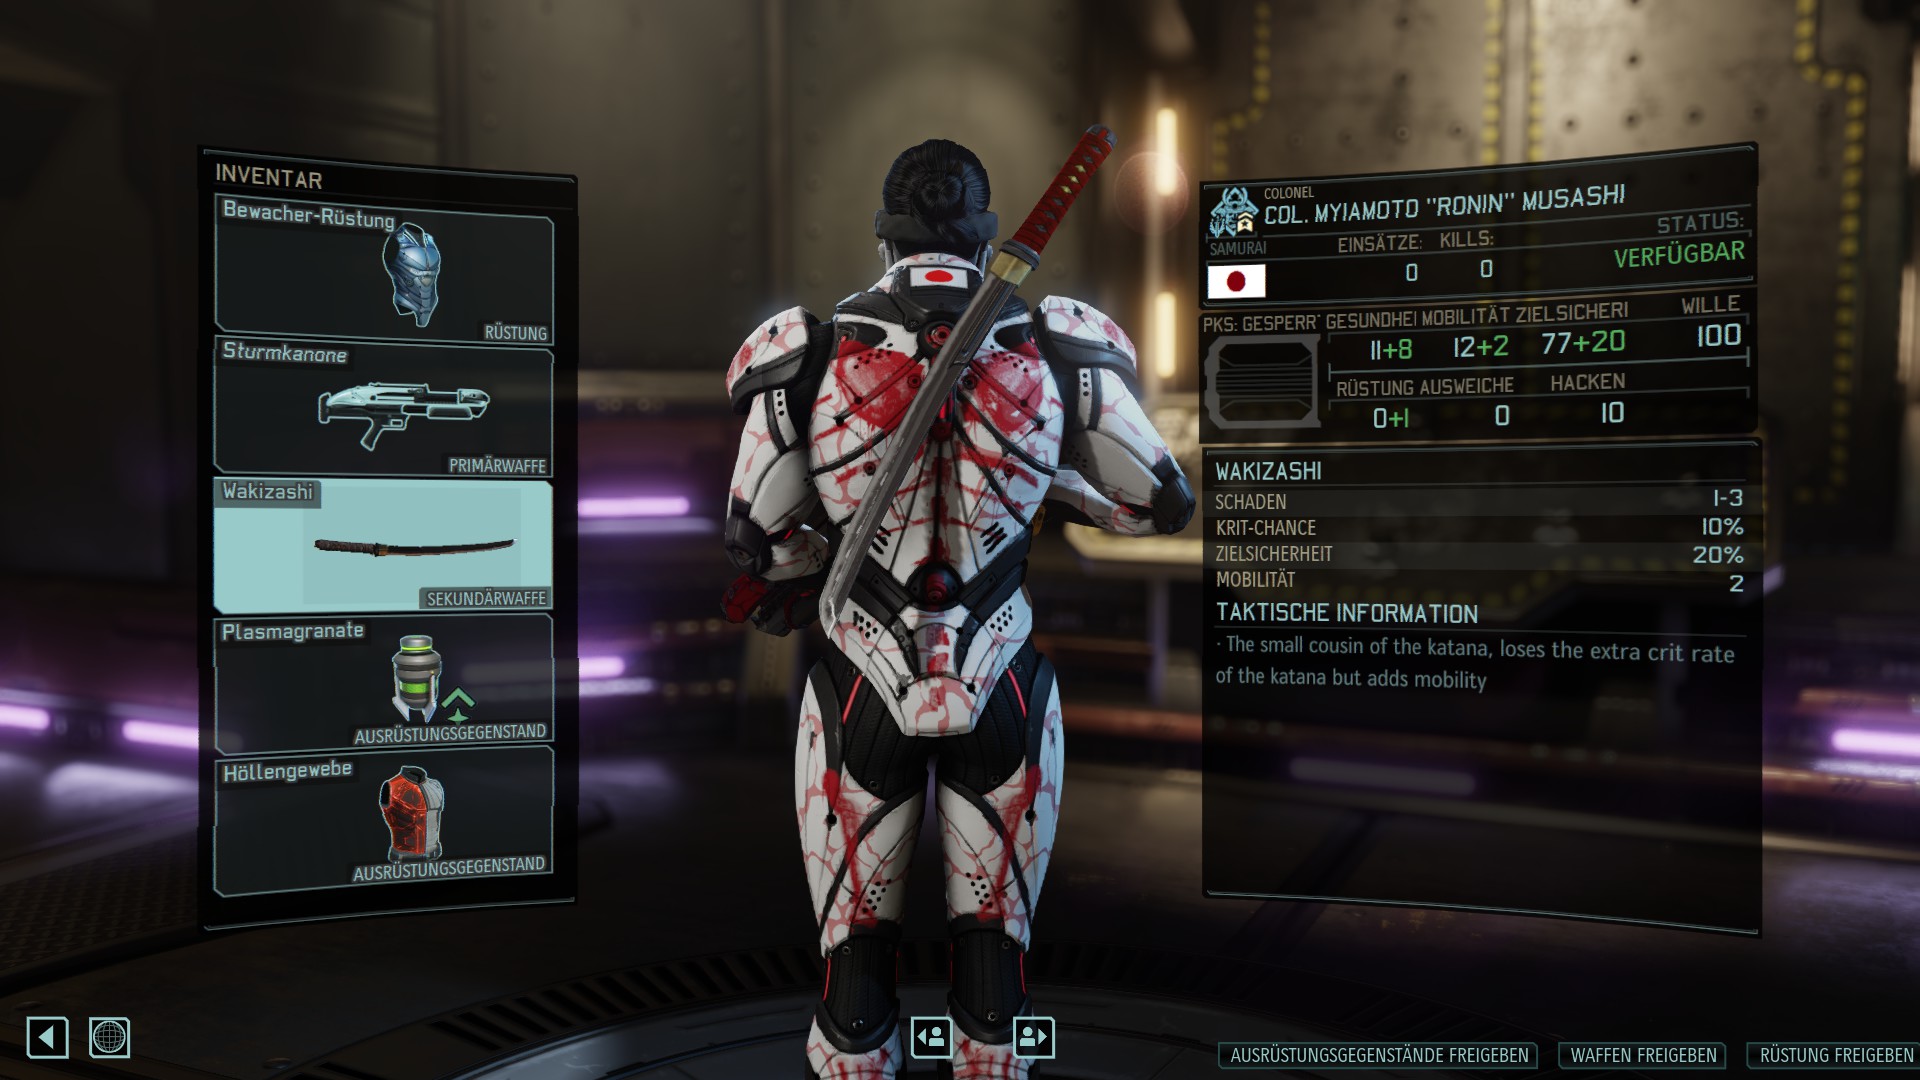 INVENTAR
Bewacher-Rüstung
RÜSTUNG
Sturmkanone
PRIMÄRWAFFE
Wakizashi
SEKUNDÄRWAFFE
Plasmagranate
AUSRÜSTUNGSGEGENSTAND
Höllengewebe
AUSRÜSTUNGSGEGENSTAND
COLONEL
COL. MYIAMOTO "RONIN" MUSASHI
SAMURAI
EINSÄTZE: KILLS: STATUS:
0 0 VERFÜGBAR
PKS: GESPERR GESUNDHEI MOBILITÄT ZIELSICHERI WILLE
11+8 12+2 77+20 100
RÜSTUNG AUSWEICHE HACKEN
0+1 0 10
WAKIZASHI
SCHADEN 1-3
KRIT-CHANCE 10%
ZIELSICHERHEIT 20%
MOBILITÄT 2
TAKTISCHE INFORMATION
· The small cousin of the katana, loses the extra crit rate
of the katana but adds mobility
AUSRÜSTUNGSGEGENSTÄNDE FREIGEBEN WAFFEN FREIGEBEN RÜSTUNG FREIGEBEN